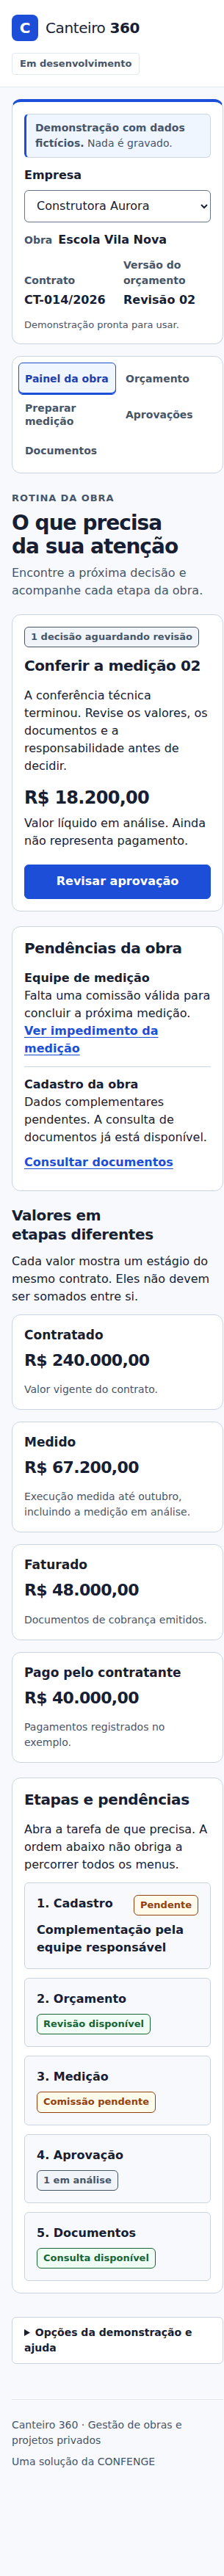 C Canteiro 360
Em desenvolvimento
Demonstração com dados
fictícios. Nada é gravado.
Empresa
Construtora Aurora
Obra Escola Vila Nova
Contrato
CT-014/2026
Versão do
orçamento
Revisão 02
Demonstração pronta para usar.
Painel da obra
Orçamento
Preparar
medição
Aprovações
Documentos
ROTINA DA OBRA
O que precisa
da sua atenção
Encontre a próxima decisão e
acompanhe cada etapa da obra.
1 decisão aguardando revisão
Conferir a medição 02
A conferência técnica
terminou. Revise os valores, os
documentos e a
responsabilidade antes de
decidir.
R$ 18.200,00
Valor líquido em análise. Ainda
não representa pagamento.
Revisar aprovação
Pendências da obra
Equipe de medição
Falta uma comissão válida para
concluir a próxima medição.
Ver impedimento da
medição
Cadastro da obra
Dados complementares
pendentes. A consulta de
documentos já está disponível.
Consultar documentos
Valores em
etapas diferentes
Cada valor mostra um estágio do
mesmo contrato. Eles não devem
ser somados entre si.
Contratado
R$ 240.000,00
Valor vigente do contrato.
Medido
R$ 67.200,00
Execução medida até outubro,
incluindo a medição em análise.
Faturado
R$ 48.000,00
Documentos de cobrança emitidos.
Pago pelo contratante
R$ 40.000,00
Pagamentos registrados no
exemplo.
Etapas e pendências
Abra a tarefa de que precisa. A
ordem abaixo não obriga a
percorrer todos os menus.
1. Cadastro
Pendente
Complementação pela
equipe responsável
2. Orçamento
Revisão disponível
3. Medição
Comissão pendente
4. Aprovação
1 em análise
5. Documentos
Consulta disponível
Opções da demonstração e
ajuda
Canteiro 360 · Gestão de obras e
projetos privados
Uma solução da CONFENGE